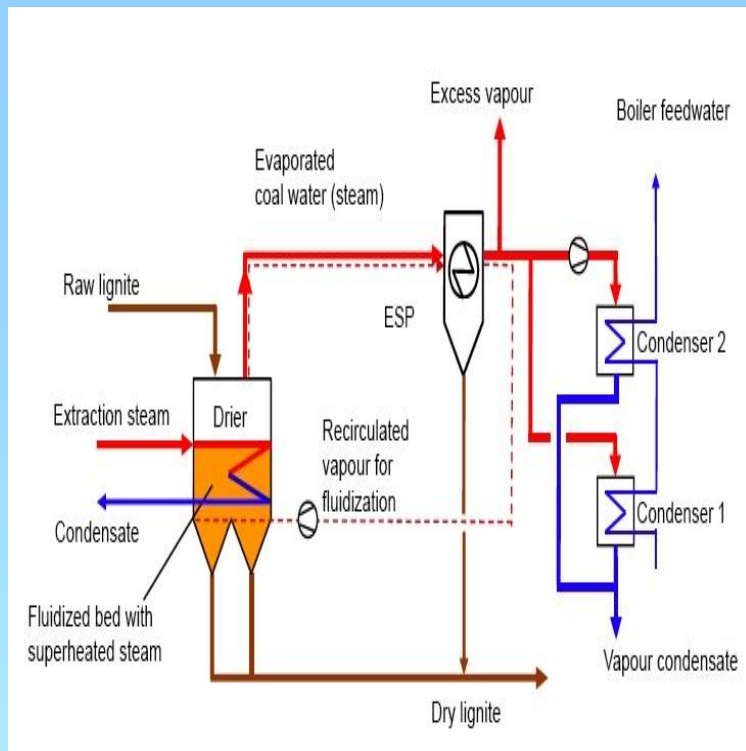 Excess vapour
Boiler feedwater
Evaporated
coal water (steam)
Raw lignite
ESP
Condenser 2
Extraction steam
Drier
Recirculated
vapour for
fluidization
Condenser 1
Condensate
Fluidized bed with
superheated steam
Vapour condensate
Dry lignite